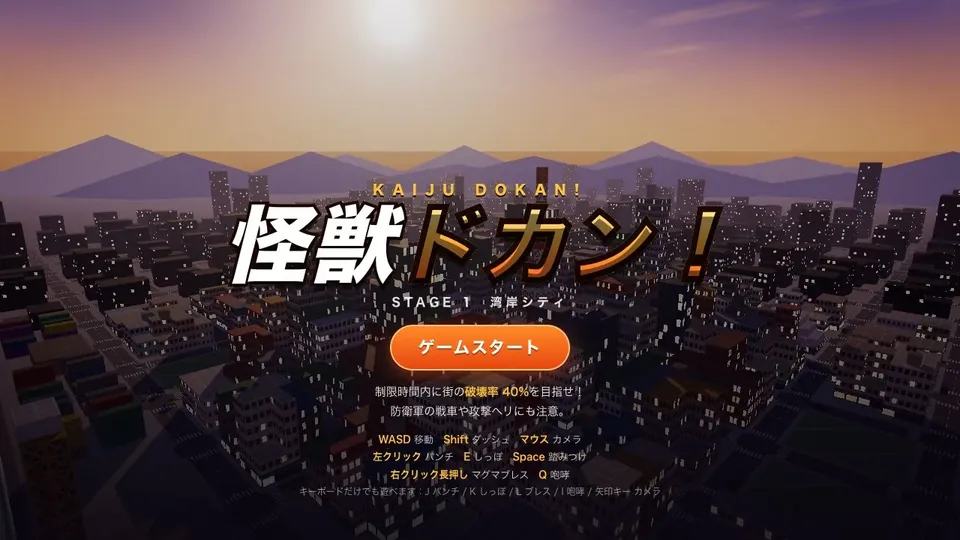 KAIJU DOKAN!
怪獣ドカン！
STAGE 1 湾岸シティ
ゲームスタート
制限時間内に街の破壊率 40%を目指せ！
防衛軍の戦車や攻撃ヘリにも注意。
WASD 移動 Shift ダッシュ マウス カメラ
左クリック パンチ E しっぽ Space 踏みつけ
右クリック長押し マグマブレス Q 咆哮
キーボードだけでも遊べます：J パンチ / K しっぽ / L ブレス / I 咆哮 / 矢印キー カメラ